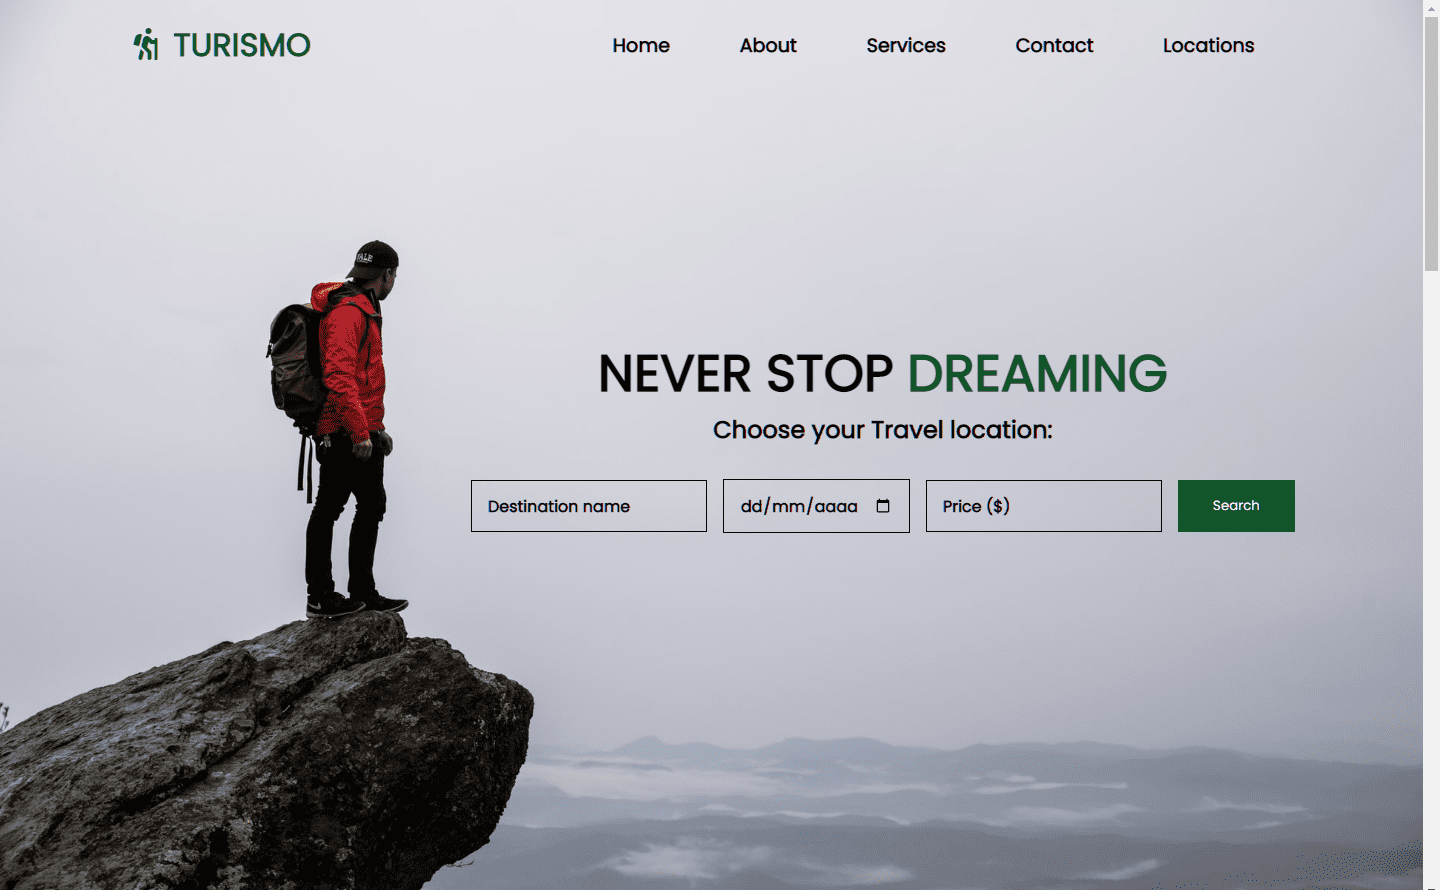 TURISMO
Home About Services Contact Locations
NEVER STOP DREAMING
Choose your Travel location:
Destination name dd/mm/aaaa Price ($) Search